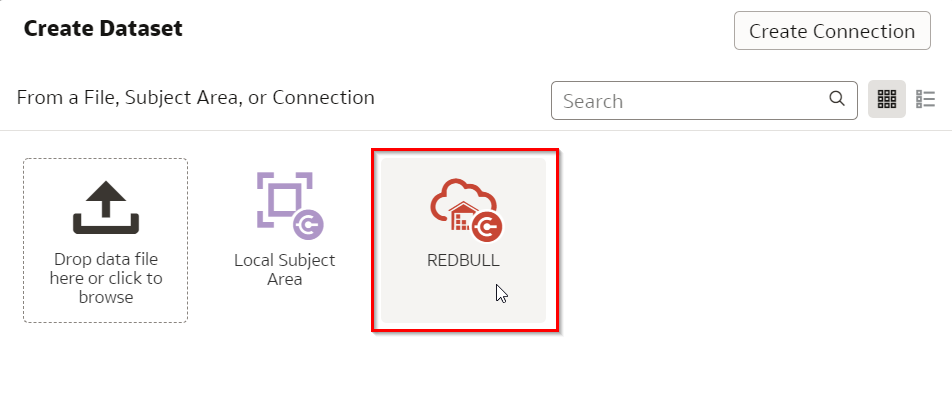 Create Dataset
Create Connection
From a File, Subject Area, or Connection
Search
Drop data file
here or click to
browse
Local Subject
Area
REDBULL